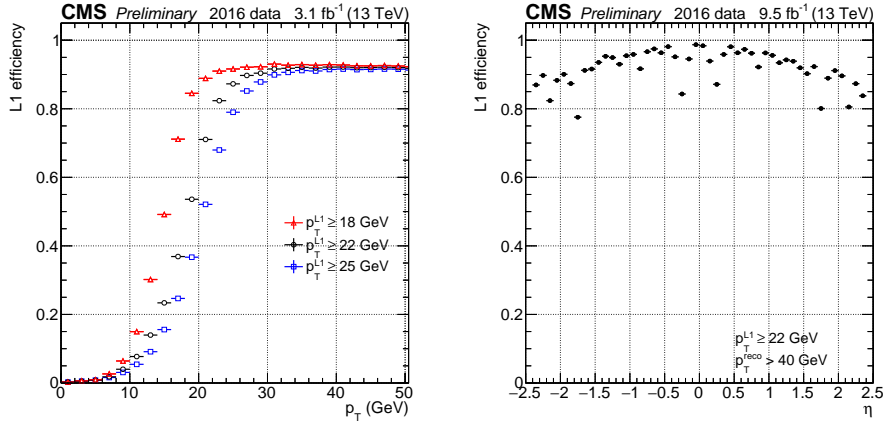 CMS Preliminary 2016 data 3.1 fb⁻¹ (13 TeV)
L1 efficiency
1
0.8
0.6
0.4
0.2
0
p_T^L1 ≥ 18 GeV
p_T^L1 ≥ 22 GeV
p_T^L1 ≥ 25 GeV
0 10 20 30 40 50
p_T (GeV)
CMS Preliminary 2016 data 9.5 fb⁻¹ (13 TeV)
L1 efficiency
1
0.8
0.6
0.4
0.2
0
p_T^L1 ≥ 22 GeV
p_T^reco > 40 GeV
−2.5 −2 −1.5 −1 −0.5 0 0.5 1 1.5 2 2.5
η